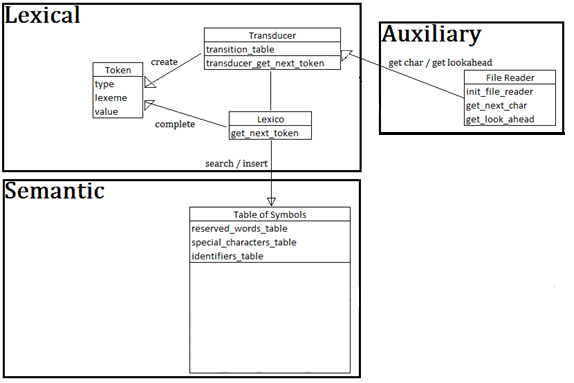 Lexical
Transducer
transition_table
transducer_get_next_token
create
Token
type
lexeme
value
complete
Lexico
get_next_token
search / insert
Auxiliary
get char / get lookahead
File Reader
init_file_reader
get_next_char
get_look_ahead
Semantic
Table of Symbols
reserved_words_table
special_characters_table
identifiers_table